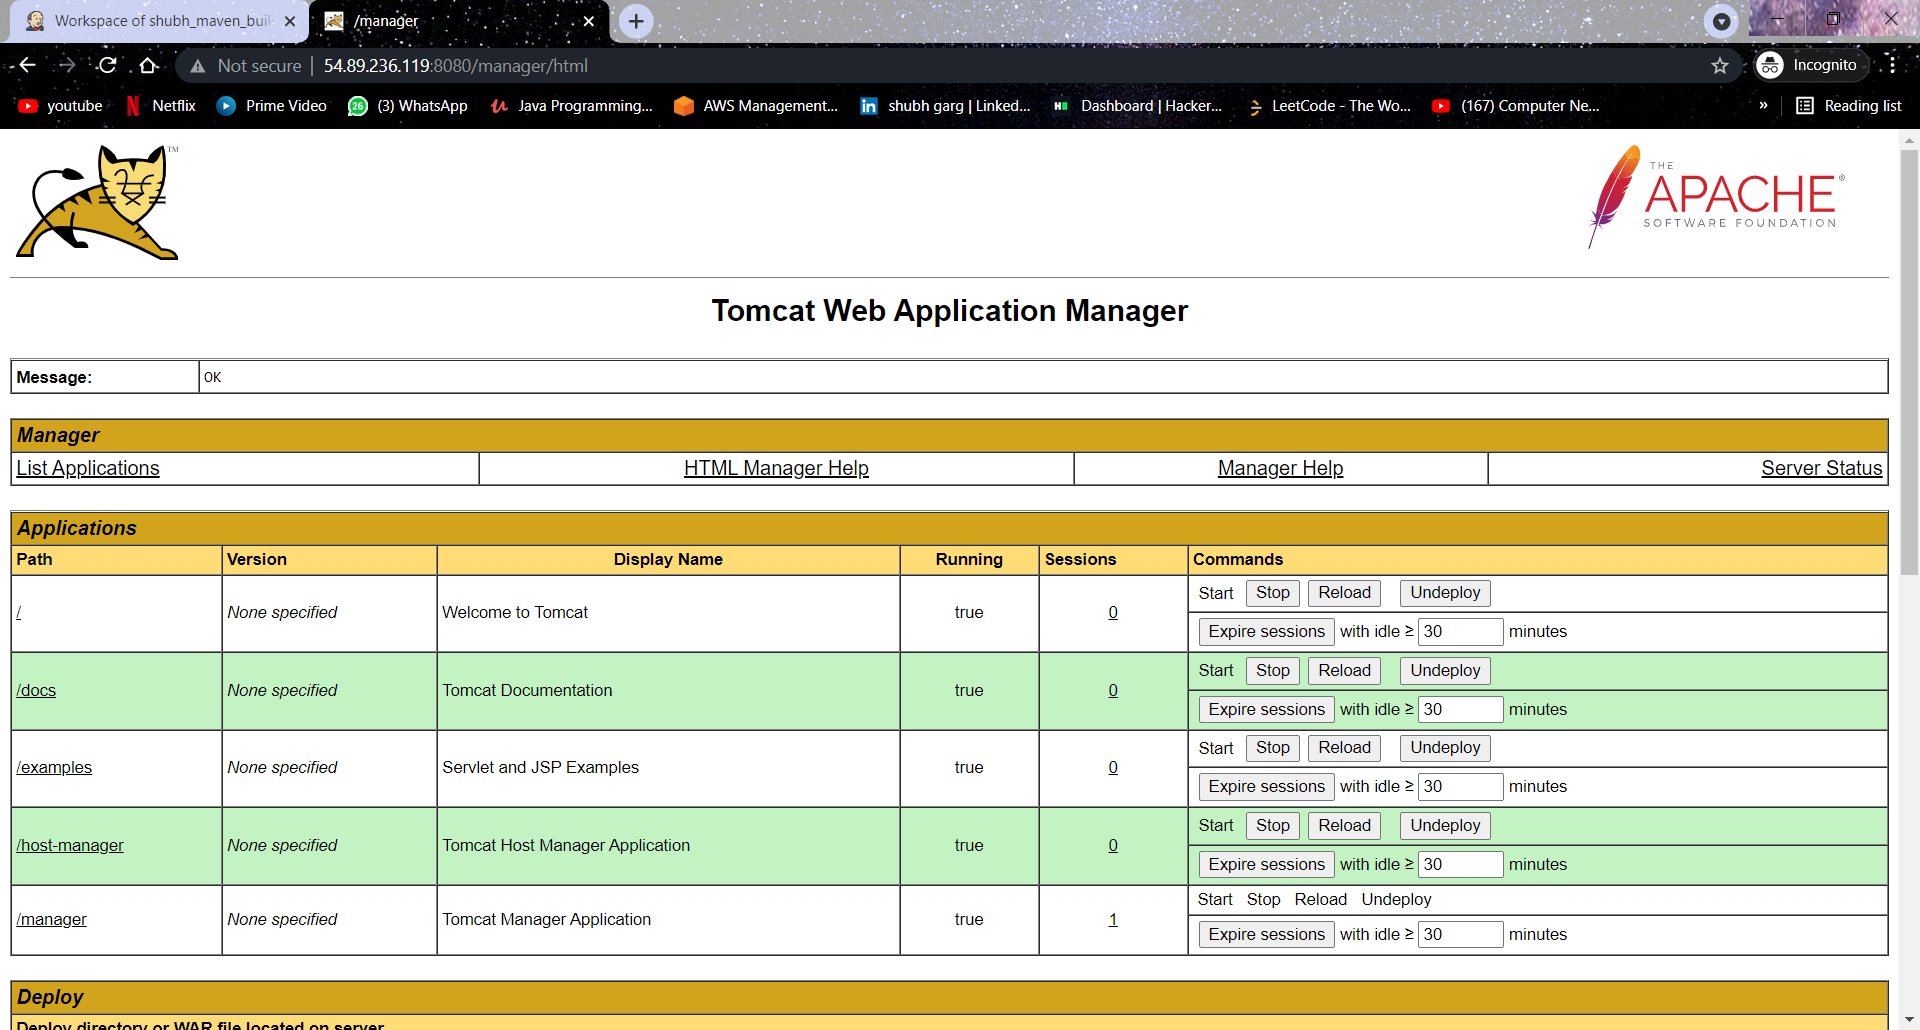 Workspace of shubh_maven_buil
/manager
Not secure
54.89.236.119:8080/manager/html
Incognito
youtube
Netflix
Prime Video
26
(3) WhatsApp
Java Programming...
AWS Management...
in
shubh garg | Linked...
Dashboard | Hacker...
LeetCode - The Wo...
(167) Computer Ne...
»
Reading list
TM
THE
APACHE®
SOFTWARE FOUNDATION
Tomcat Web Application Manager
Message: OK
Manager
List Applications HTML Manager Help Manager Help Server Status
Applications
Path Version Display Name Running Sessions Commands
/ None specified Welcome to Tomcat true 0 Start Stop Reload Undeploy
Expire sessions with idle ≥ 30 minutes
/docs None specified Tomcat Documentation true 0 Start Stop Reload Undeploy
Expire sessions with idle ≥ 30 minutes
/examples None specified Servlet and JSP Examples true 0 Start Stop Reload Undeploy
Expire sessions with idle ≥ 30 minutes
/host-manager None specified Tomcat Host Manager Application true 0 Start Stop Reload Undeploy
Expire sessions with idle ≥ 30 minutes
/manager None specified Tomcat Manager Application true 1 Start Stop Reload Undeploy
Expire sessions with idle ≥ 30 minutes
Deploy
Deploy directory or WAR file located on server